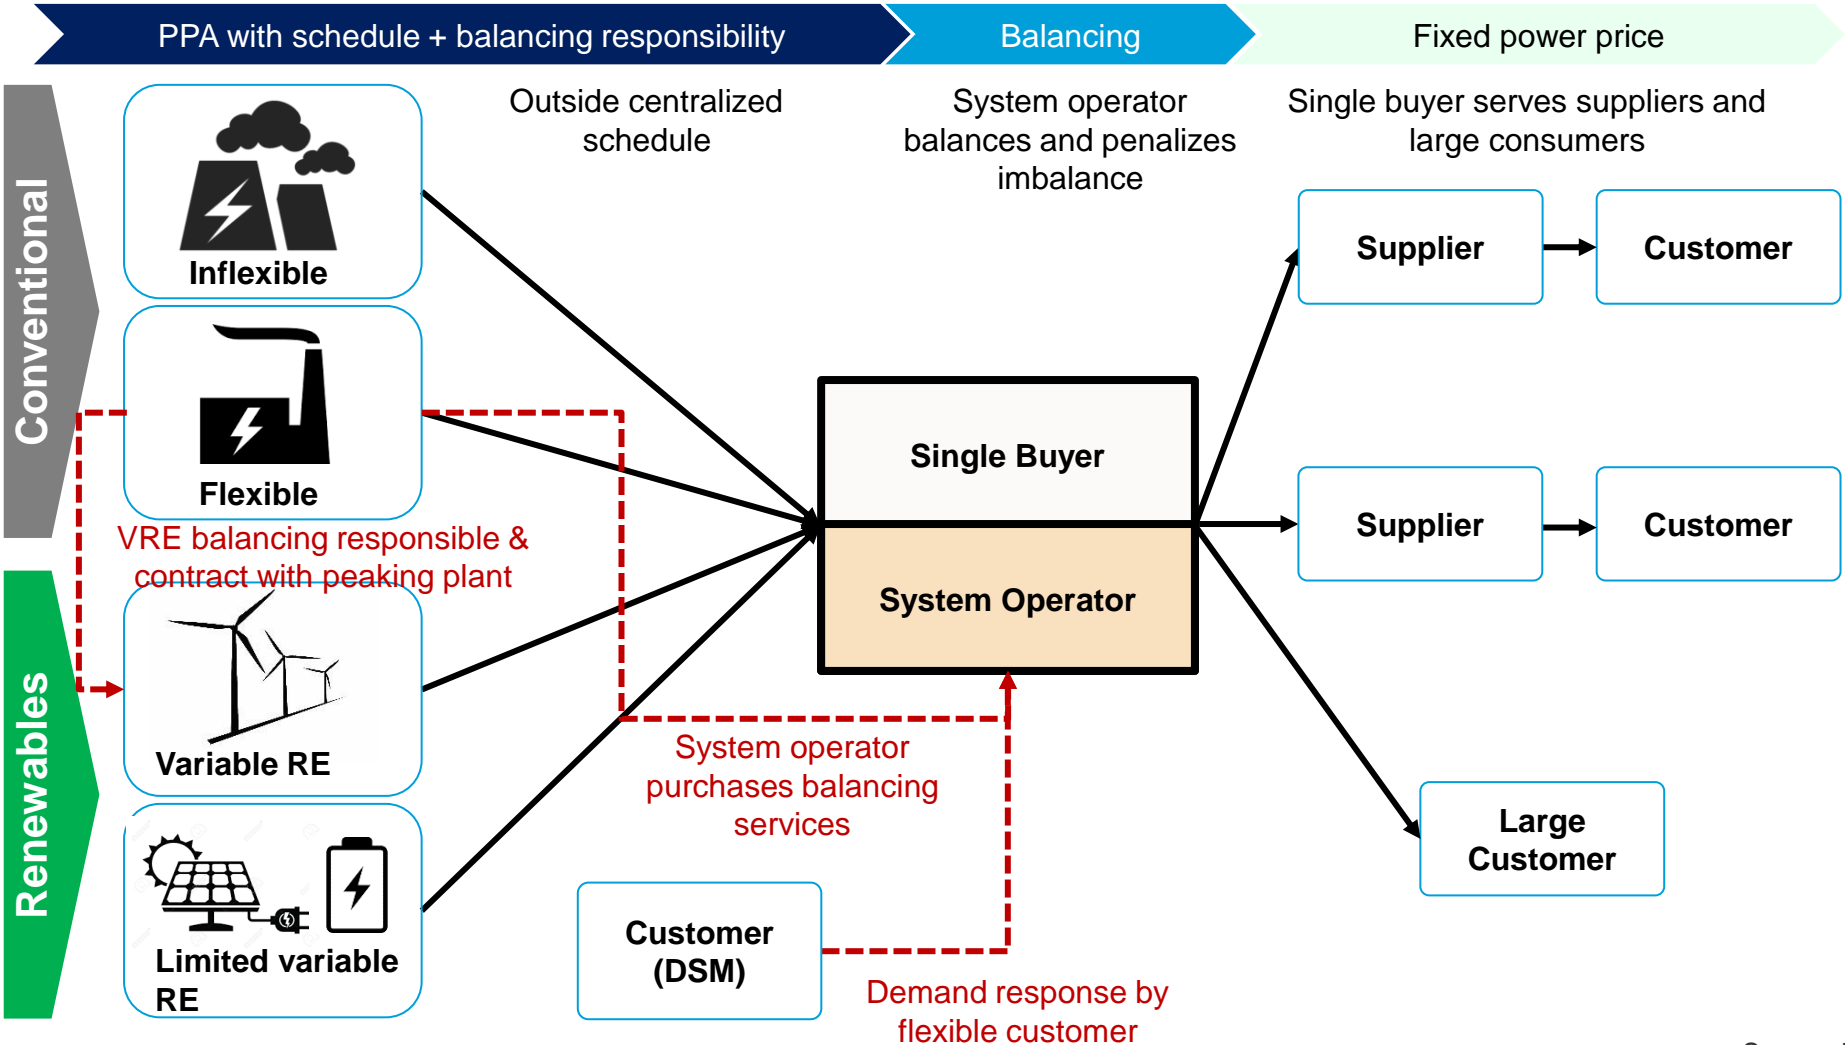 PPA with schedule + balancing responsibility
Balancing
Fixed power price
Outside centralized
schedule
System operator
balances and penalizes
imbalance
Single buyer serves suppliers and
large consumers
Conventional
Inflexible
Flexible
VRE balancing responsible &
contract with peaking plant
Renewables
Variable RE
Limited variable
RE
Single Buyer
System Operator
System operator
purchases balancing
services
Customer
(DSM)
Demand response by
flexible customer
Supplier
Customer
Supplier
Customer
Large
Customer